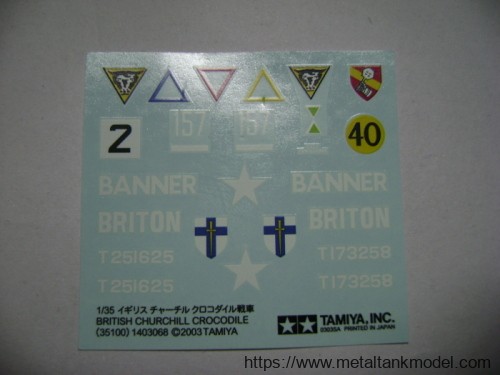 157 157
2 40
BANNER BANNER
BRITON BRITON
T251625 T173258
T251625 T173258
1/35 イギリス チャーチル クロコダイル戦車
BRITISH CHURCHILL CROCODILE
(35100) 1403068 ©2003 TAMIYA
TAMIYA, INC.
PRINTED IN JAPAN
https://www.metaltankmodel.com